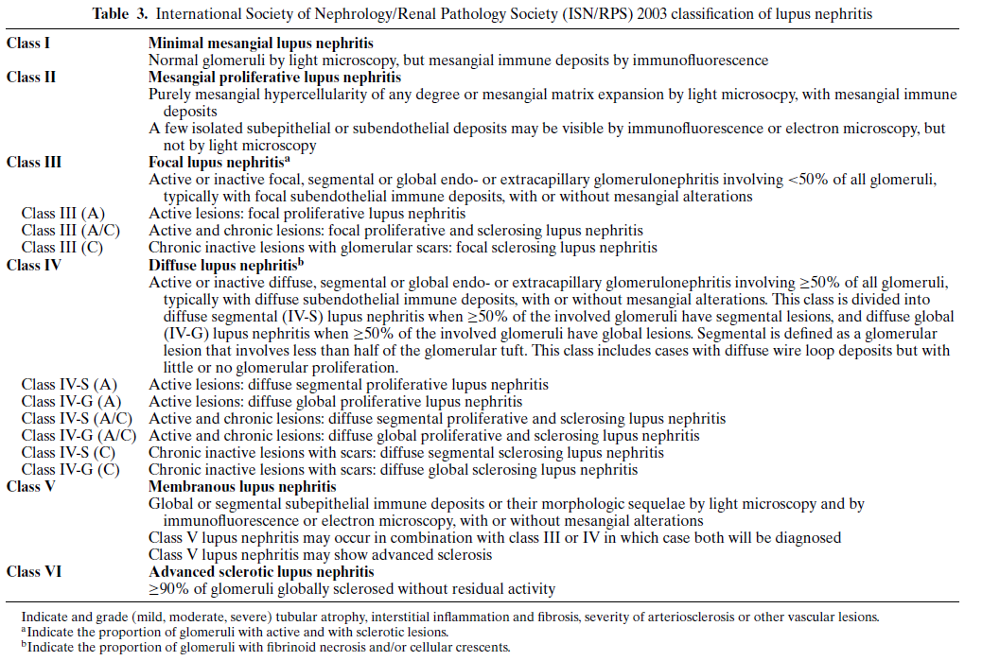 Table 3. International Society of Nephrology/Renal Pathology Society (ISN/RPS) 2003 classification of lupus nephritis
Class I Minimal mesangial lupus nephritis
Normal glomeruli by light microscopy, but mesangial immune deposits by immunofluorescence
Class II Mesangial proliferative lupus nephritis
Purely mesangial hypercellularity of any degree or mesangial matrix expansion by light microsocpy, with mesangial immune
deposits
A few isolated subepithelial or subendothelial deposits may be visible by immunofluorescence or electron microscopy, but
not by light microscopy
Class III Focal lupus nephritisᵃ
Active or inactive focal, segmental or global endo- or extracapillary glomerulonephritis involving <50% of all glomeruli,
typically with focal subendothelial immune deposits, with or without mesangial alterations
Class III (A) Active lesions: focal proliferative lupus nephritis
Class III (A/C) Active and chronic lesions: focal proliferative and sclerosing lupus nephritis
Class III (C) Chronic inactive lesions with glomerular scars: focal sclerosing lupus nephritis
Class IV Diffuse lupus nephritisᵇ
Active or inactive diffuse, segmental or global endo- or extracapillary glomerulonephritis involving ≥50% of all glomeruli,
typically with diffuse subendothelial immune deposits, with or without mesangial alterations. This class is divided into
diffuse segmental (IV-S) lupus nephritis when ≥50% of the involved glomeruli have segmental lesions, and diffuse global
(IV-G) lupus nephritis when ≥50% of the involved glomeruli have global lesions. Segmental is defined as a glomerular
lesion that involves less than half of the glomerular tuft. This class includes cases with diffuse wire loop deposits but with
little or no glomerular proliferation.
Class IV-S (A) Active lesions: diffuse segmental proliferative lupus nephritis
Class IV-G (A) Active lesions: diffuse global proliferative lupus nephritis
Class IV-S (A/C) Active and chronic lesions: diffuse segmental proliferative and sclerosing lupus nephritis
Class IV-G (A/C) Active and chronic lesions: diffuse global proliferative and sclerosing lupus nephritis
Class IV-S (C) Chronic inactive lesions with scars: diffuse segmental sclerosing lupus nephritis
Class IV-G (C) Chronic inactive lesions with scars: diffuse global sclerosing lupus nephritis
Class V Membranous lupus nephritis
Global or segmental subepithelial immune deposits or their morphologic sequelae by light microscopy and by
immunofluorescence or electron microscopy, with or without mesangial alterations
Class V lupus nephritis may occur in combination with class III or IV in which case both will be diagnosed
Class V lupus nephritis may show advanced sclerosis
Class VI Advanced sclerotic lupus nephritis
≥90% of glomeruli globally sclerosed without residual activity
Indicate and grade (mild, moderate, severe) tubular atrophy, interstitial inflammation and fibrosis, severity of arteriosclerosis or other vascular lesions.
ᵃ Indicate the proportion of glomeruli with active and with sclerotic lesions.
ᵇ Indicate the proportion of glomeruli with fibrinoid necrosis and/or cellular crescents.